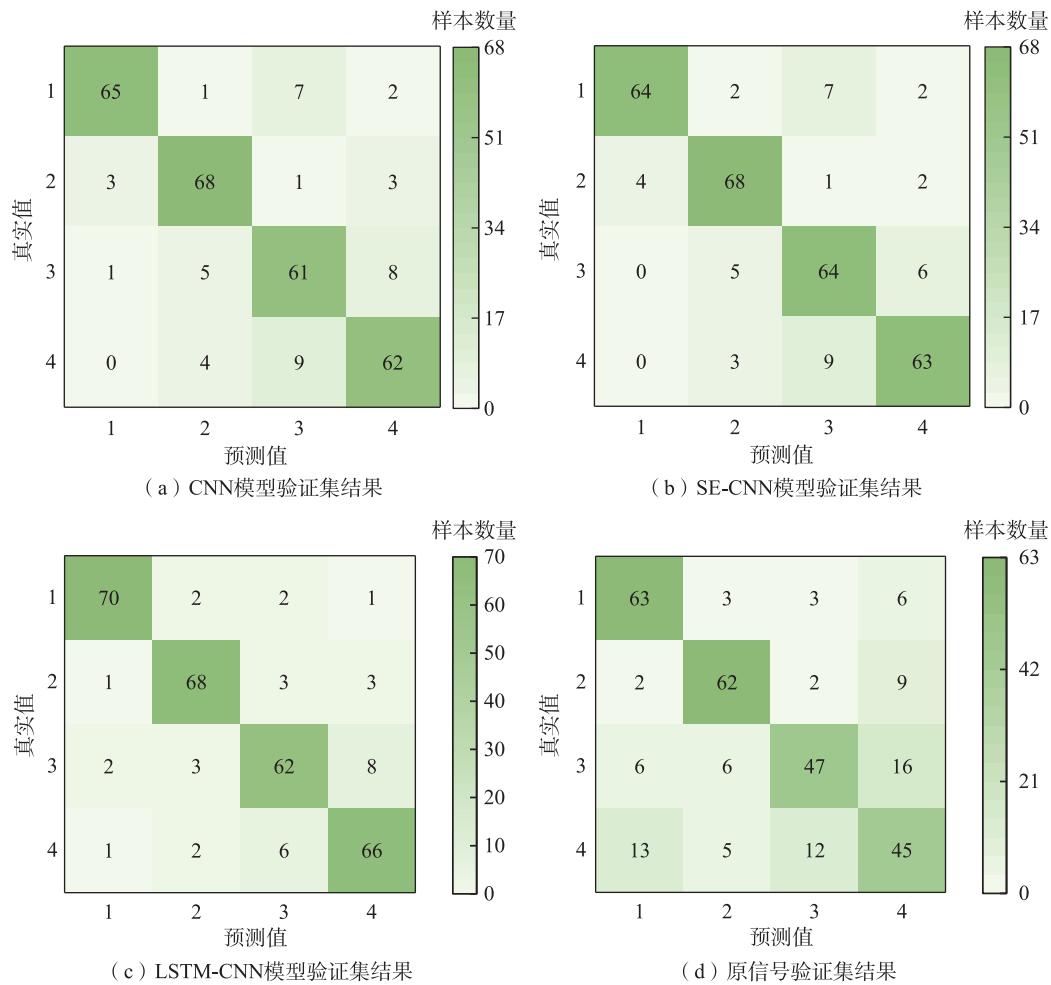 样本数量
68
51
34
17
0
真实值
1 65 1 7 2
2 3 68 1 3
3 1 5 61 8
4 0 4 9 62
1 2 3 4
预测值
（a）CNN模型验证集结果
样本数量
68
51
34
17
0
真实值
1 64 2 7 2
2 4 68 1 2
3 0 5 64 6
4 0 3 9 63
1 2 3 4
预测值
（b）SE-CNN模型验证集结果
样本数量
70
60
50
40
30
20
10
0
真实值
1 70 2 2 1
2 1 68 3 3
3 2 3 62 8
4 1 2 6 66
1 2 3 4
预测值
（c）LSTM-CNN模型验证集结果
样本数量
63
42
21
0
真实值
1 63 3 3 6
2 2 62 2 9
3 6 6 47 16
4 13 5 12 45
1 2 3 4
预测值
（d）原信号验证集结果